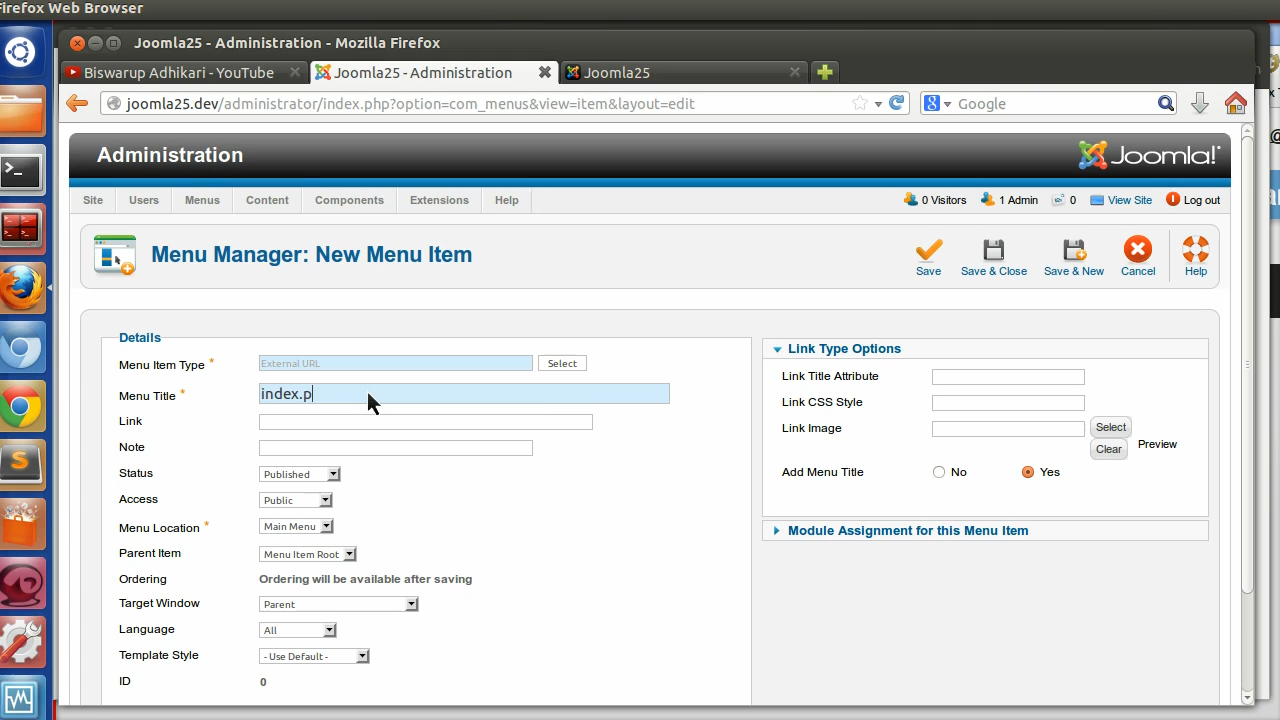 Firefox Web Browser
Joomla25 - Administration - Mozilla Firefox
Biswarup Adhikari - YouTube
Joomla25 - Administration
Joomla25
joomla25.dev/administrator/index.php?option=com_menus&view=item&layout=edit
Google
Administration
Joomla!
Site Users Menus Content Components Extensions Help
0 Visitors 1 Admin 0 View Site Log out
Menu Manager: New Menu Item
Save Save & Close Save & New Cancel Help
Details
Menu Item Type * External URL Select
Menu Title * index.p
Link
Note
Status Published
Access Public
Menu Location * Main Menu
Parent Item Menu Item Root
Ordering Ordering will be available after saving
Target Window Parent
Language All
Template Style - Use Default -
ID 0
Link Type Options
Link Title Attribute
Link CSS Style
Link Image Select
Clear Preview
Add Menu Title No Yes
Module Assignment for this Menu Item